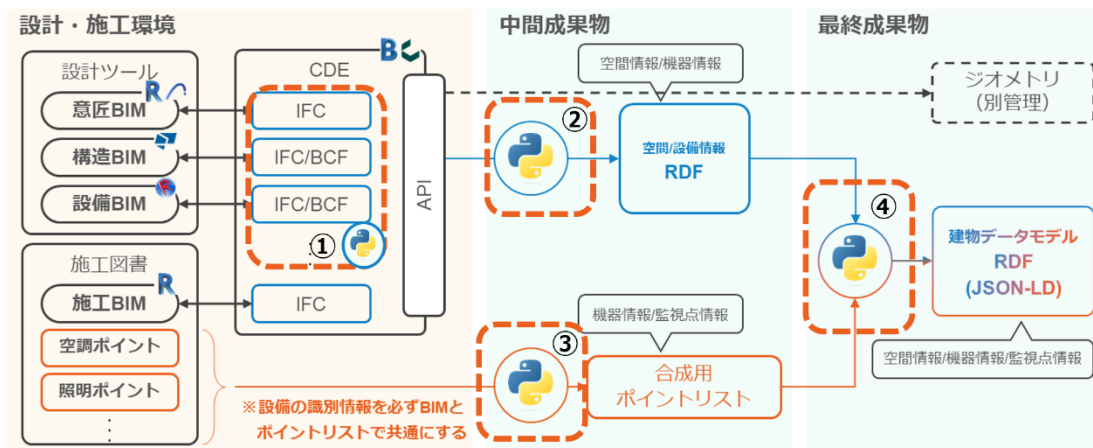 設計・施工環境
中間成果物
最終成果物
設計ツール
意匠BIM
構造BIM
設備BIM
CDE
IFC
IFC/BCF
IFC/BCF
①
⋮
IFC
API
施工図書
施工BIM
空調ポイント
照明ポイント
⋮
※設備の識別情報を必ずBIMと
ポイントリストで共通にする
空間情報/機器情報
②
空間/設備情報
RDF
機器情報/監視点情報
③
合成用
ポイントリスト
ジオメトリ
(別管理)
④
建物データモデル
RDF
(JSON-LD)
空間情報/機器情報/監視点情報